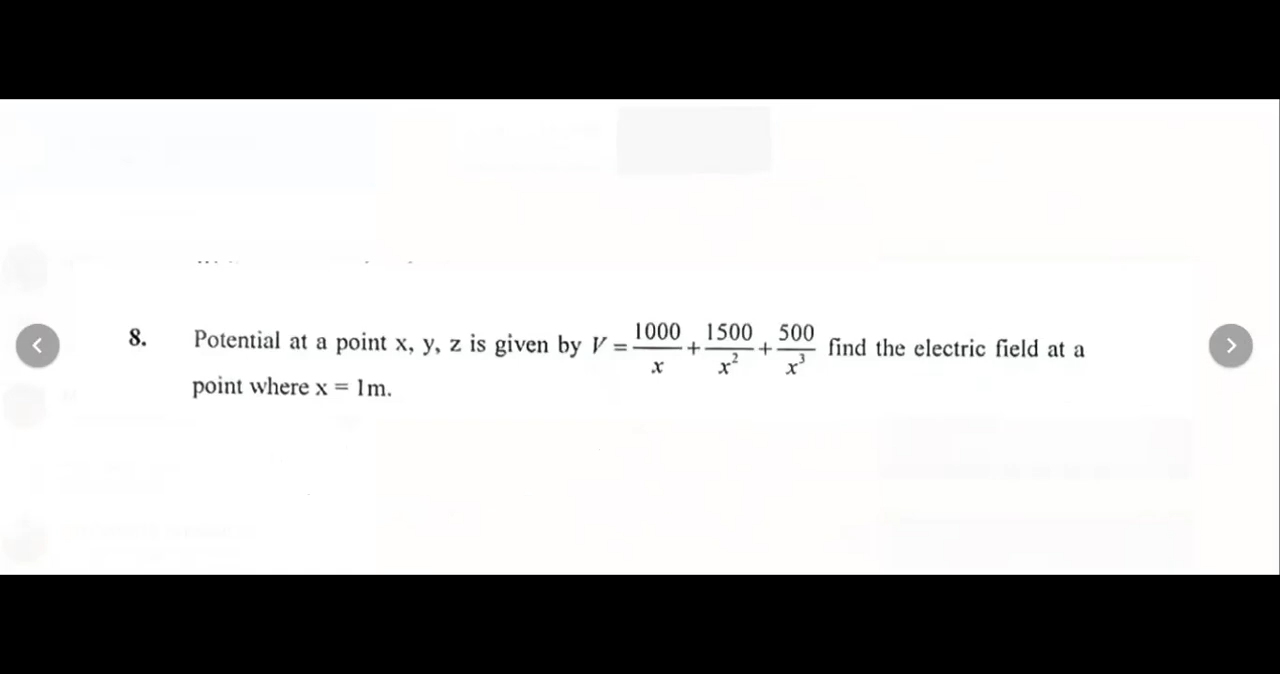 8. Potential at a point x, y, z is given by V = 1000/x + 1500/x² + 500/x³ find the electric field at a
point where x = 1m.